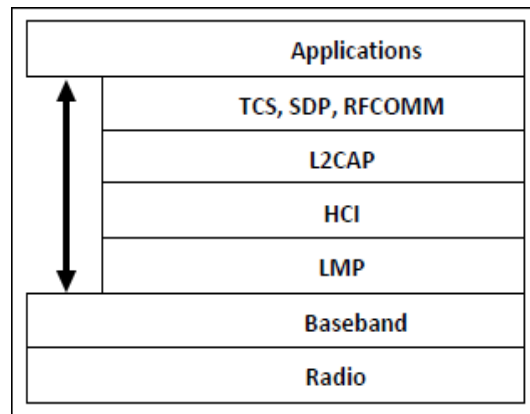 Applications
TCS, SDP, RFCOMM
L2CAP
HCI
LMP
Baseband
Radio